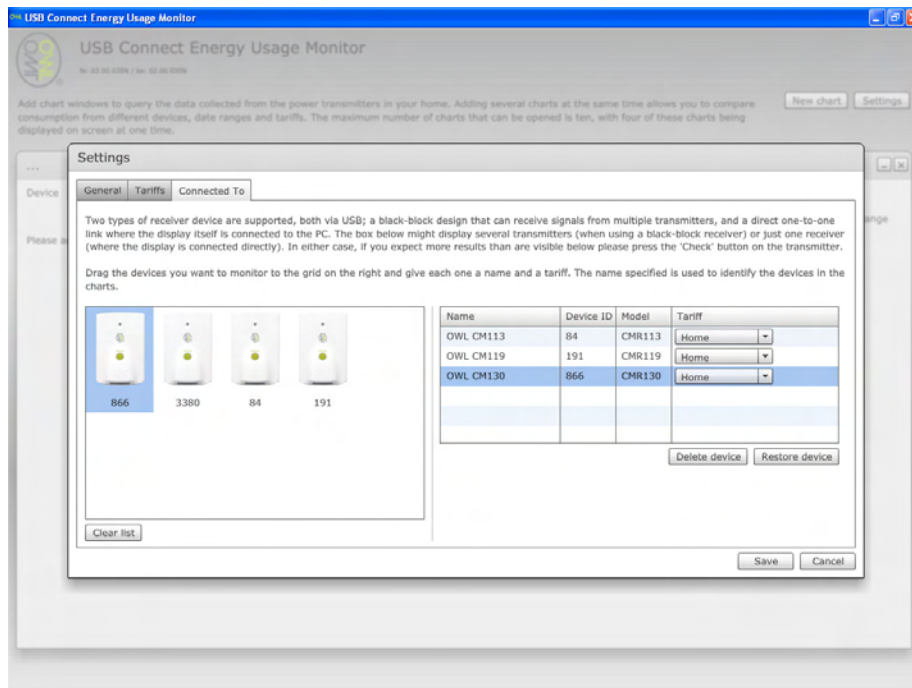 USB Connect Energy Usage Monitor
USB Connect Energy Usage Monitor
Add chart windows to query the data collected from the power transmitters in your home. Adding several charts at the same time allows you to compare
consumption from different devices, date ranges and tariffs. The maximum number of charts that can be opened is ten, with four of these charts being
displayed on screen at one time.
New chart Settings
...
Device
Please a
ange
Settings
General Tariffs Connected To
Two types of receiver device are supported, both via USB; a black-block design that can receive signals from multiple transmitters, and a direct one-to-one
link where the display itself is connected to the PC. The box below might display several transmitters (when using a black-block receiver) or just one receiver
(where the display is connected directly). In either case, if you expect more results than are visible below please press the 'Check' button on the transmitter.
Drag the devices you want to monitor to the grid on the right and give each one a name and a tariff. The name specified is used to identify the devices in the
charts.
866 3380 84 191
Name Device ID Model Tariff
OWL CM113 84 CMR113 Home
OWL CM119 191 CMR119 Home
OWL CM130 866 CMR130 Home
Delete device Restore device
Clear list
Save Cancel